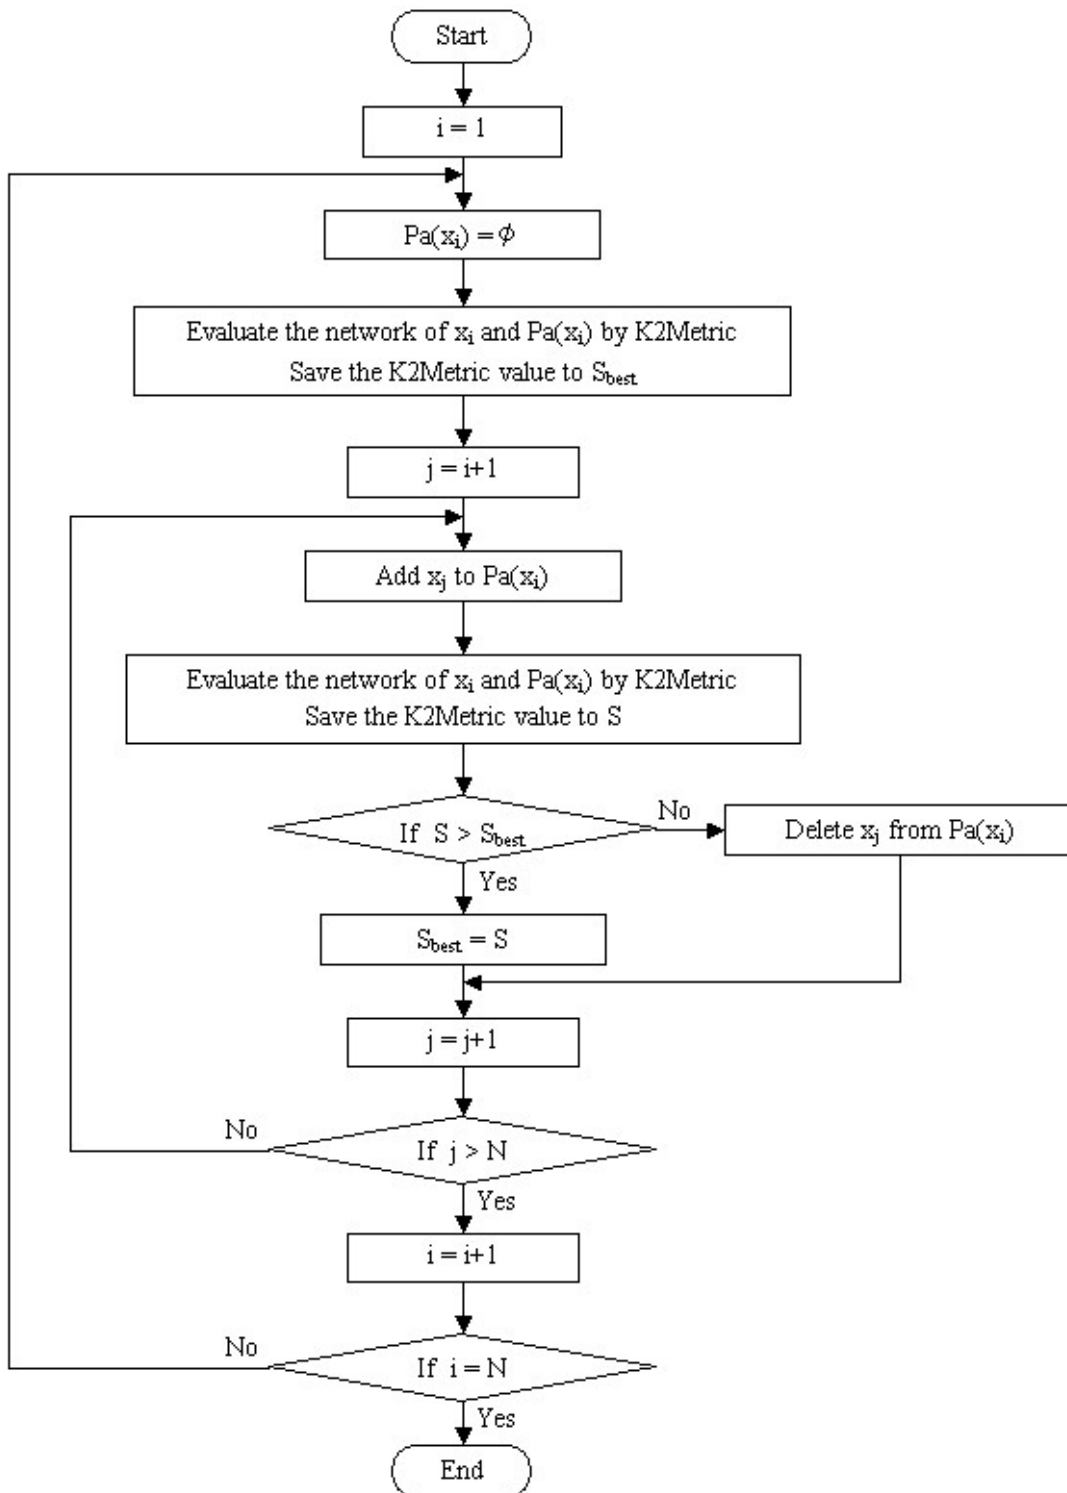 Start
i = 1
Pa(xᵢ) = ϕ
Evaluate the network of xᵢ and Pa(xᵢ) by K2Metric
Save the K2Metric value to S_best
j = i+1
Add xⱼ to Pa(xᵢ)
Evaluate the network of xᵢ and Pa(xᵢ) by K2Metric
Save the K2Metric value to S
If S > S_best
No
Delete xⱼ from Pa(xᵢ)
Yes
S_best = S
j = j+1
No
If j > N
Yes
i = i+1
No
If i = N
Yes
End